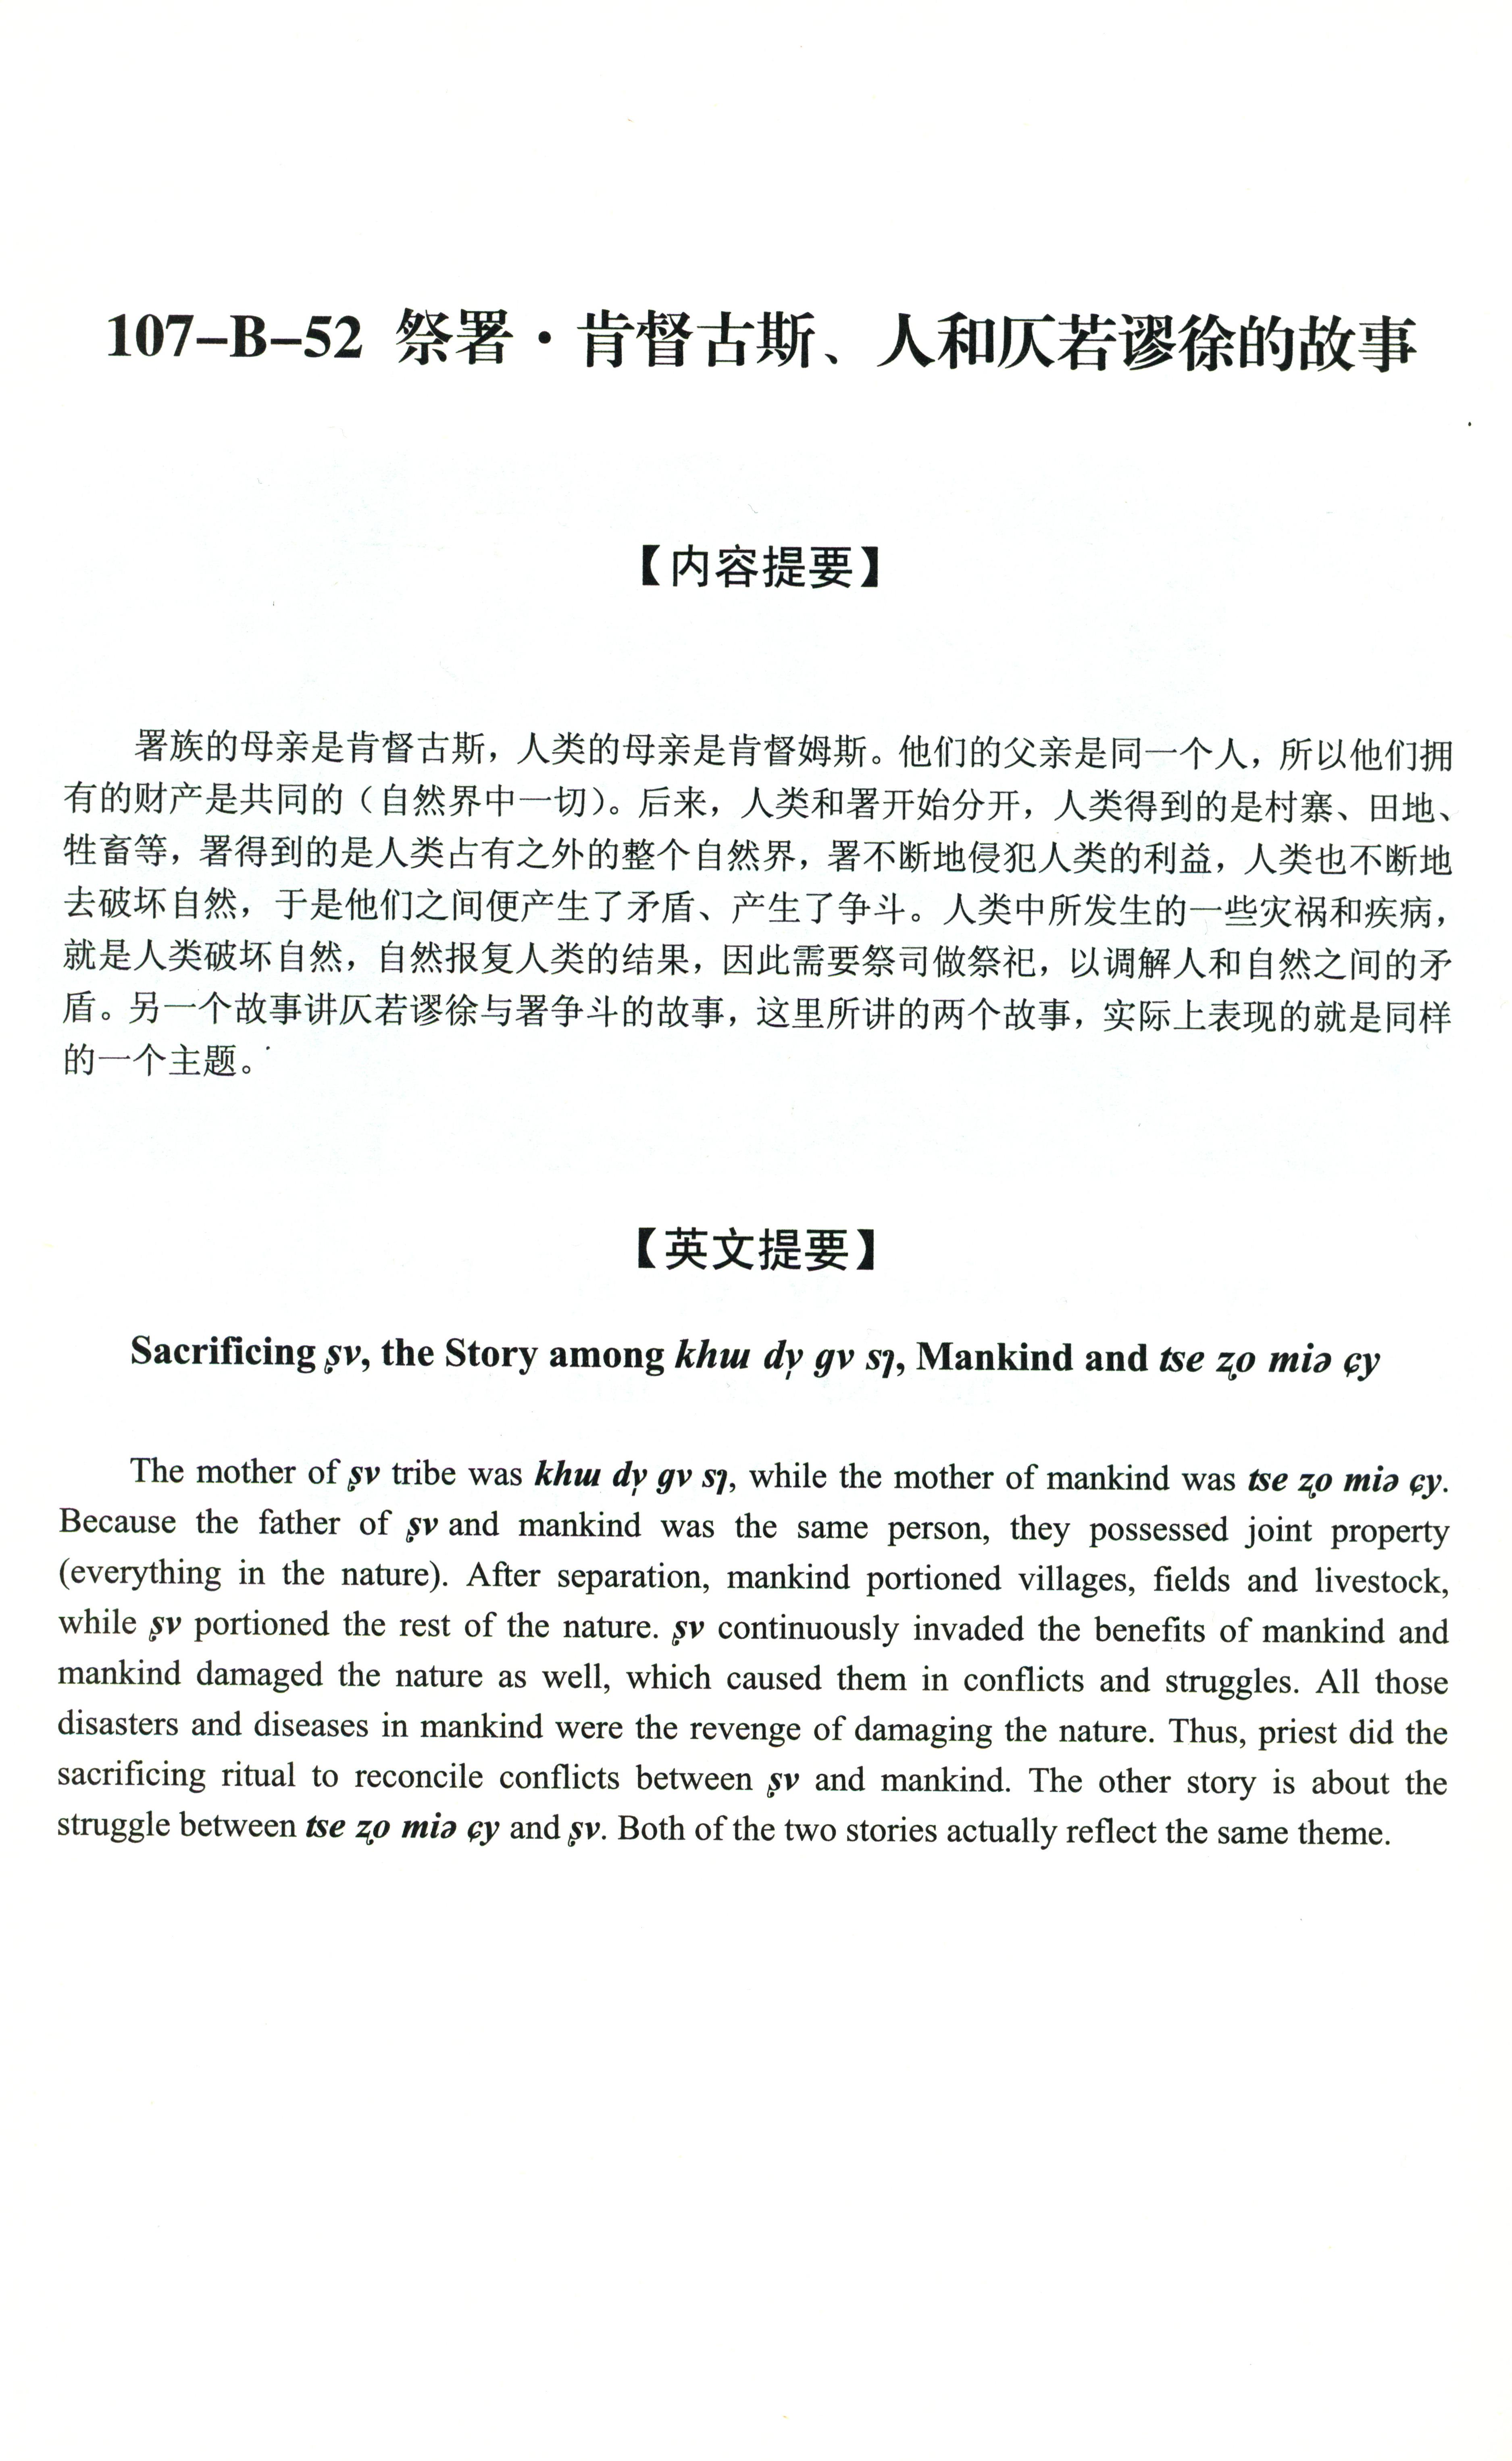 107-B-52 祭署·肯督古斯、人和仄若谬徐的故事
【内容提要】
署族的母亲是肯督古斯，人类的母亲是肯督姆斯。他们的父亲是同一个人，所以他们拥
有的财产是共同的（自然界中一切）。后来，人类和署开始分开，人类得到的是村寨、田地、
牲畜等，署得到的是人类占有之外的整个自然界，署不断地侵犯人类的利益，人类也不断地
去破坏自然，于是他们之间便产生了矛盾、产生了争斗。人类中所发生的一些灾祸和疾病，
就是人类破坏自然，自然报复人类的结果，因此需要祭司做祭祀，以调解人和自然之间的矛
盾。另一个故事讲仄若谬徐与署争斗的故事，这里所讲的两个故事，实际上表现的就是同样
的一个主题。
【英文提要】
Sacrificing ʂv, the Story among khɯ dv̩ gv sɿ, Mankind and tse ʐo miə ɕy
The mother of ʂv tribe was khɯ dv̩ gv sɿ, while the mother of mankind was tse ʐo miə ɕy.
Because the father of ʂv and mankind was the same person, they possessed joint property
(everything in the nature). After separation, mankind portioned villages, fields and livestock,
while ʂv portioned the rest of the nature. ʂv continuously invaded the benefits of mankind and
mankind damaged the nature as well, which caused them in conflicts and struggles. All those
disasters and diseases in mankind were the revenge of damaging the nature. Thus, priest did the
sacrificing ritual to reconcile conflicts between ʂv and mankind. The other story is about the
struggle between tse ʐo miə ɕy and ʂv. Both of the two stories actually reflect the same theme.